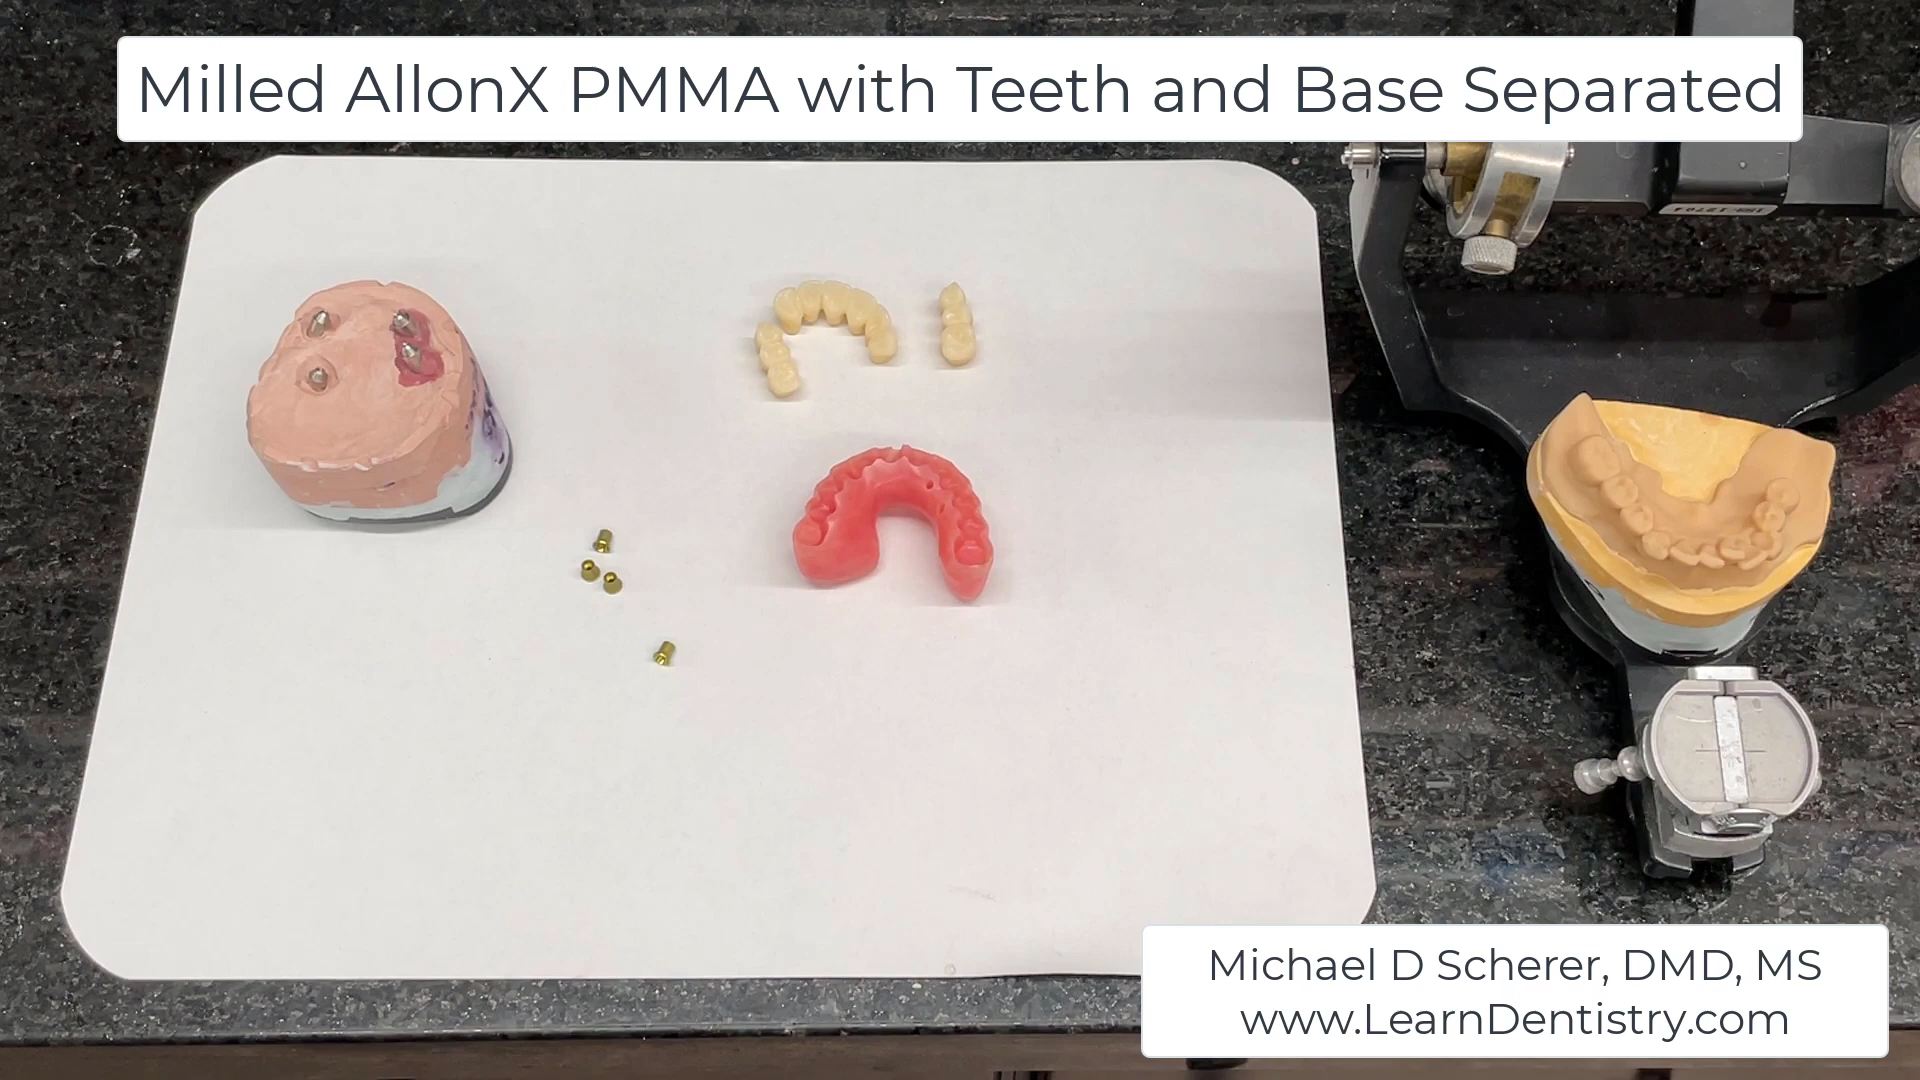 Milled AllonX PMMA with Teeth and Base Separated
Michael D Scherer, DMD, MS
www.LearnDentistry.com